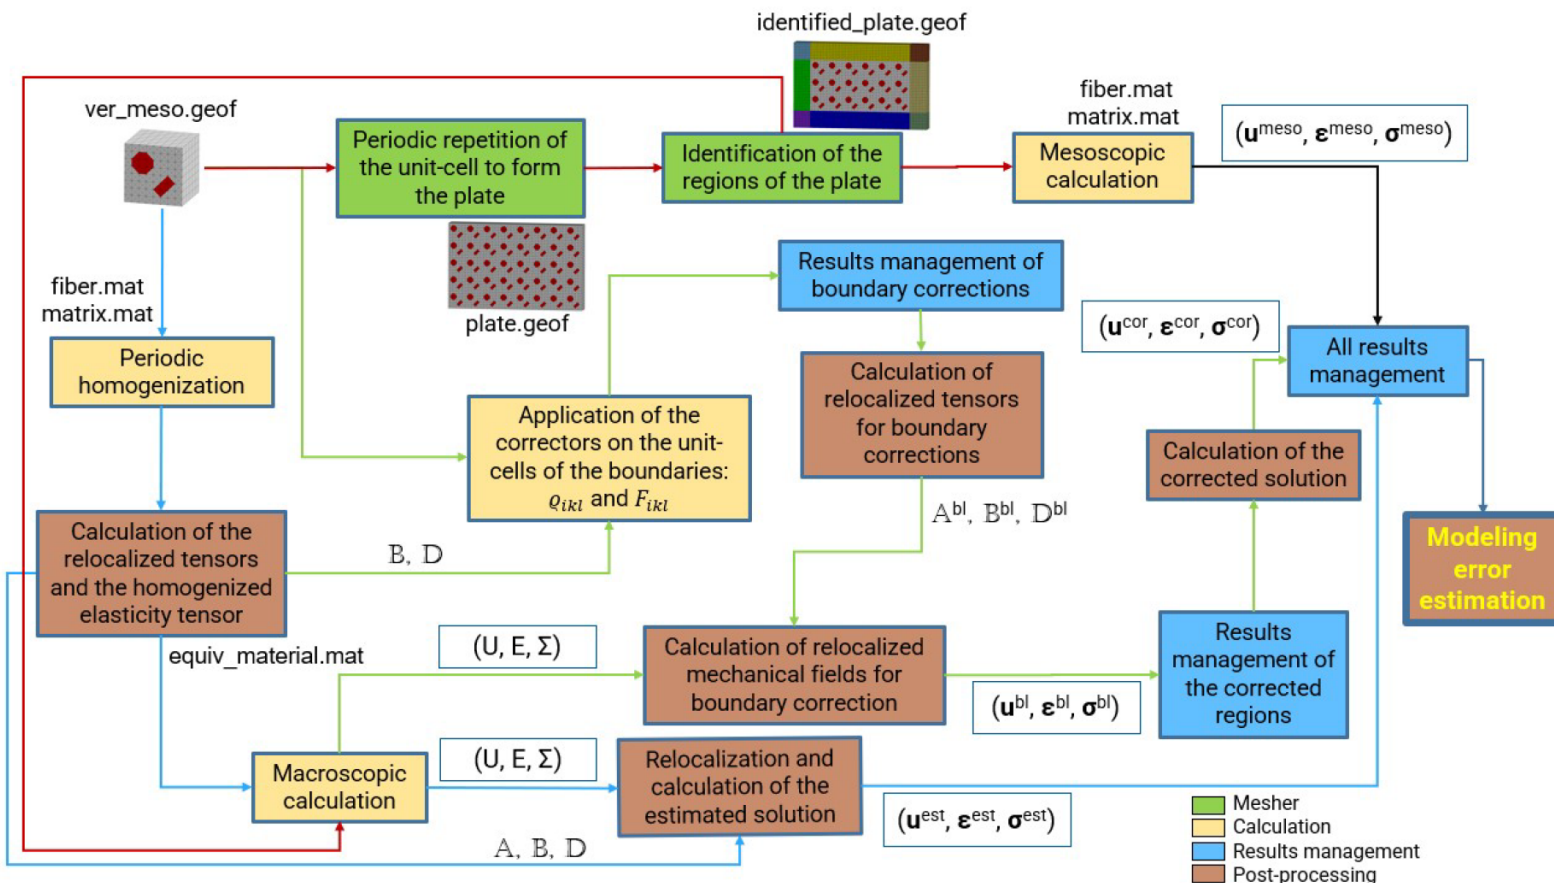 identified_plate.geof
ver_meso.geof
fiber.mat
matrix.mat
(u^meso, ε^meso, σ^meso)
Periodic repetition of
the unit-cell to form
the plate
Identification of the
regions of the plate
Mesoscopic
calculation
plate.geof
fiber.mat
matrix.mat
Results management of
boundary corrections
(u^cor, ε^cor, σ^cor)
All results
management
Periodic
homogenization
Calculation of
relocalized tensors
for boundary
corrections
Application of the
correctors on the unit-
cells of the boundaries:
ϱ_ikl and F_ikl
Calculation of the
corrected solution
A^bl, B^bl, D^bl
Calculation of the
relocalized tensors
and the homogenized
elasticity tensor
B, D
Modeling
error
estimation
equiv_material.mat
(U, E, Σ)
Calculation of relocalized
mechanical fields for
boundary correction
(u^bl, ε^bl, σ^bl)
Results
management of
the corrected
regions
Macroscopic
calculation
(U, E, Σ)
Relocalization and
calculation of the
estimated solution
(u^est, ε^est, σ^est)
A, B, D
Mesher
Calculation
Results management
Post-processing